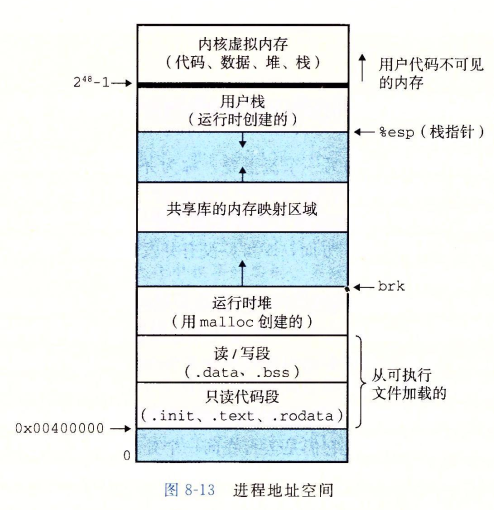 内核虚拟内存
（代码、数据、堆、栈）
用户代码不可见
的内存
2⁴⁸-1
用户栈
（运行时创建的）
%esp（栈指针）
共享库的内存映射区域
brk
运行时堆
（用 malloc 创建的）
读/写段
（.data、.bss）
从可执行
文件加载的
只读代码段
（.init、.text、.rodata）
0x00400000
0
图 8-13 进程地址空间